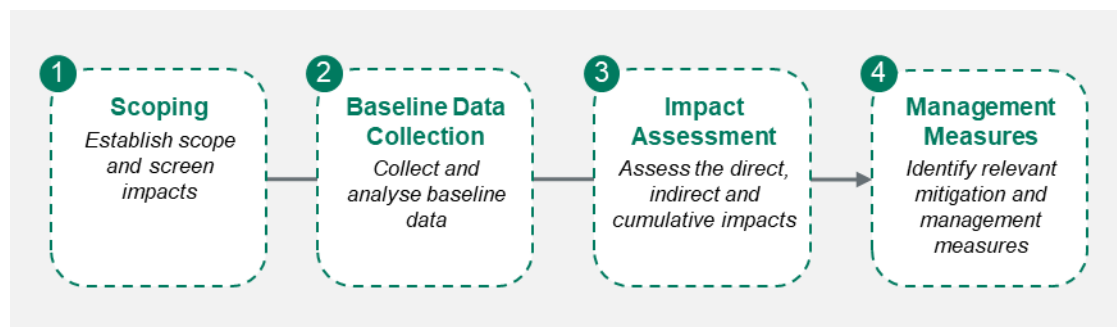 1
Scoping
Establish scope
and screen
impacts
2
Baseline Data
Collection
Collect and
analyse baseline
data
3
Impact
Assessment
Assess the direct,
indirect and
cumulative impacts
4
Management
Measures
Identify relevant
mitigation and
management
measures